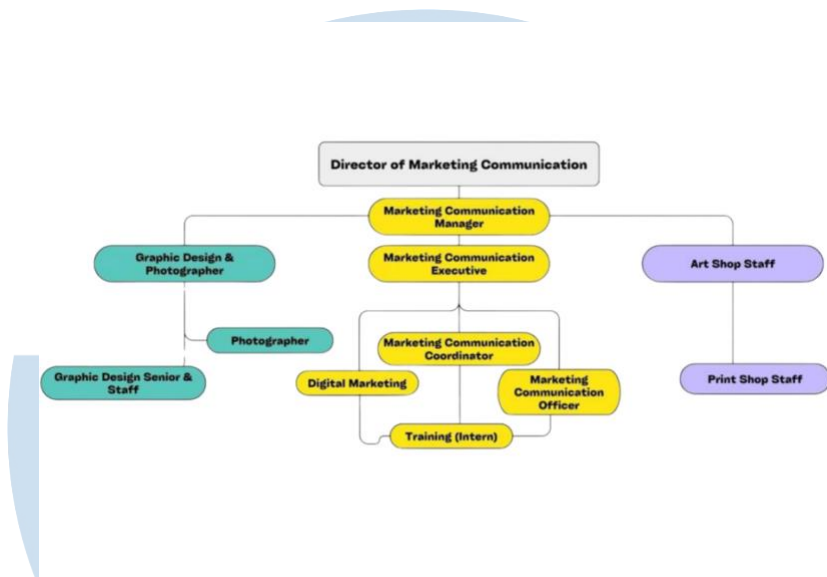 Director of Marketing Communication
Marketing Communication
Manager
Graphic Design &
Photographer
Marketing Communication
Executive
Art Shop Staff
Photographer
Marketing Communication
Coordinator
Graphic Design Senior &
Staff
Digital Marketing
Marketing
Communication
Officer
Print Shop Staff
Training (Intern)